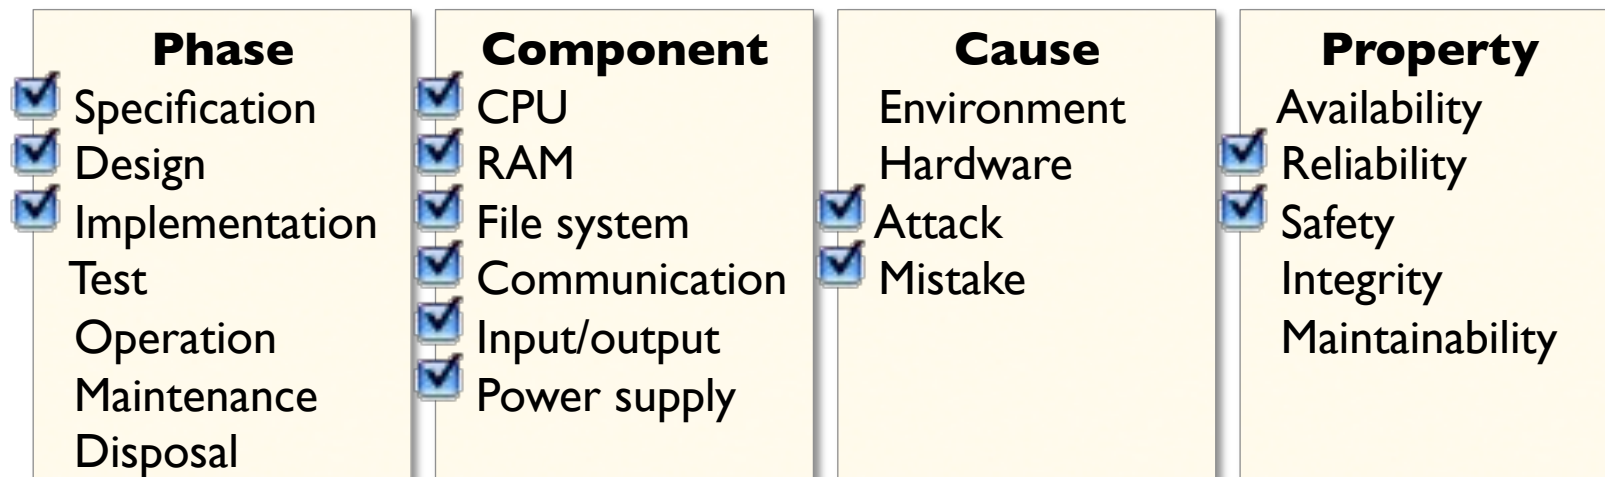 Phase
Specification
Design
Implementation
Test
Operation
Maintenance
Disposal
Component
CPU
RAM
File system
Communication
Input/output
Power supply
Cause
Environment
Hardware
Attack
Mistake
Property
Availability
Reliability
Safety
Integrity
Maintainability